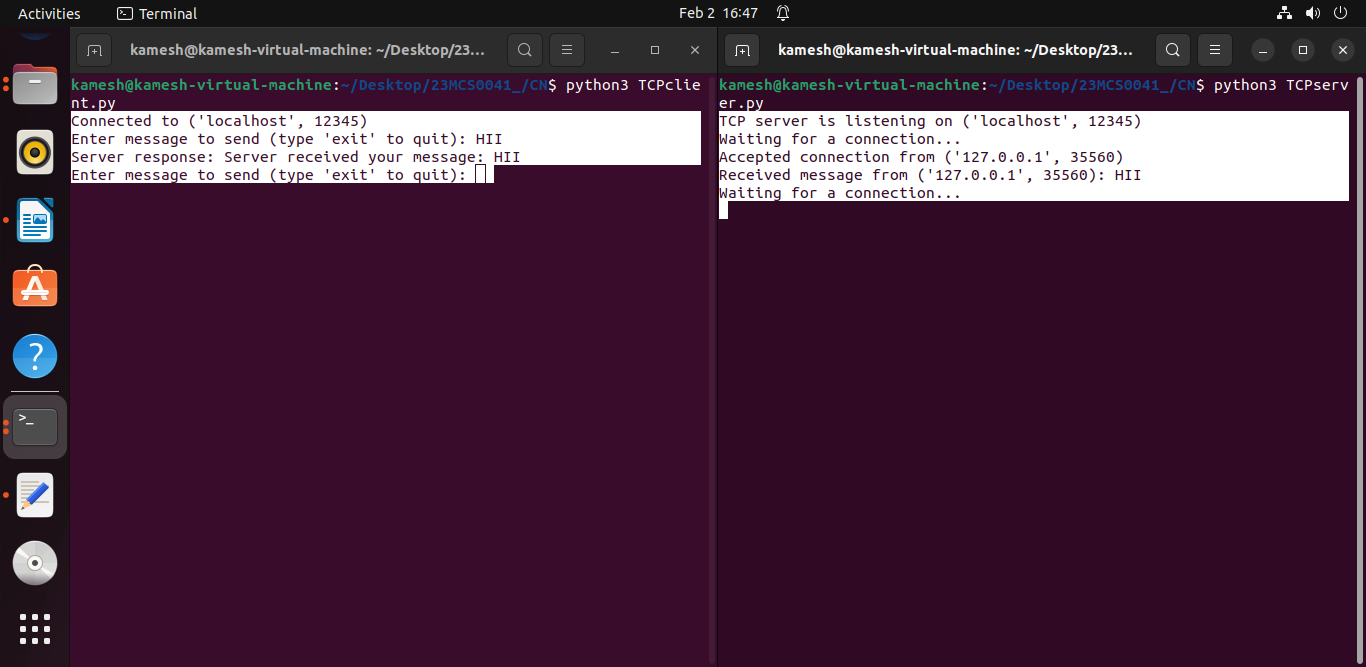 Activities
Terminal
Feb 2 16:47
kamesh@kamesh-virtual-machine: ~/Desktop/23...
kamesh@kamesh-virtual-machine:~/Desktop/23MCS0041_/CN$ python3 TCPclie
nt.py
Connected to ('localhost', 12345)
Enter message to send (type 'exit' to quit): HII
Server response: Server received your message: HII
Enter message to send (type 'exit' to quit):
kamesh@kamesh-virtual-machine: ~/Desktop/23...
kamesh@kamesh-virtual-machine:~/Desktop/23MCS0041_/CN$ python3 TCPserv
er.py
TCP server is listening on ('localhost', 12345)
Waiting for a connection...
Accepted connection from ('127.0.0.1', 35560)
Received message from ('127.0.0.1', 35560): HII
Waiting for a connection...